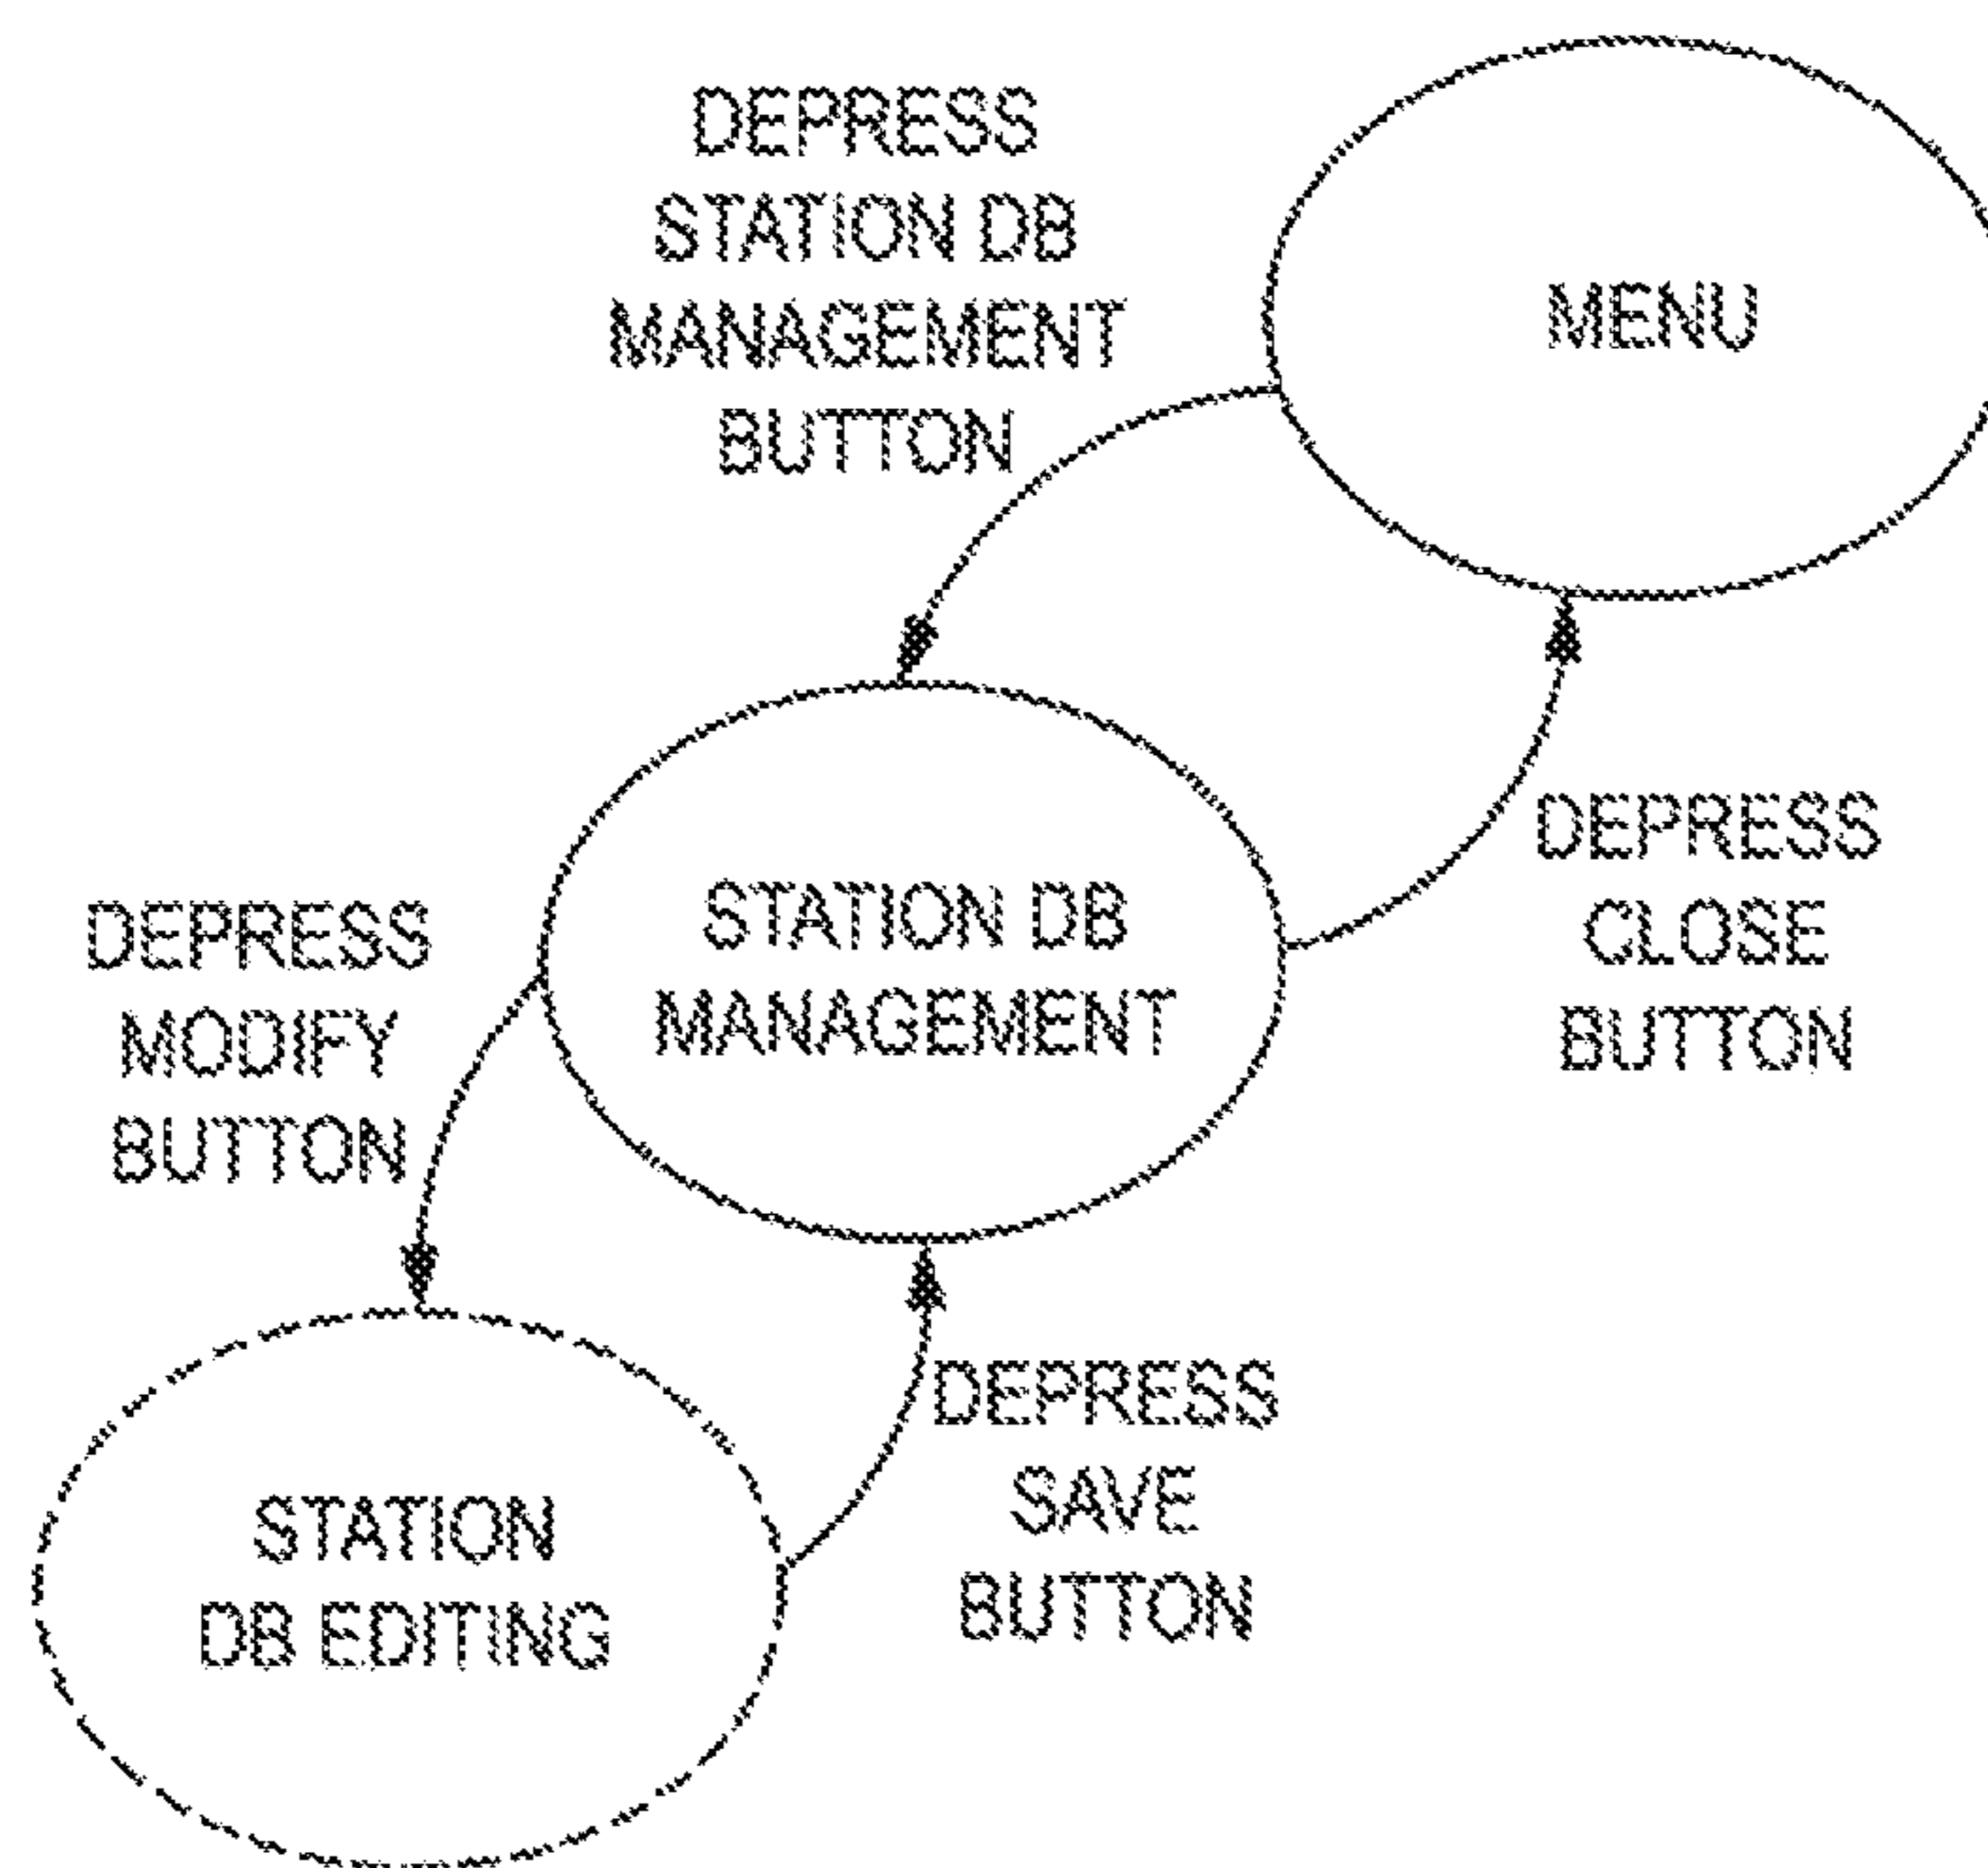 DEPRESS
STATION DB
MANAGEMENT
BUTTON
MENU
DEPRESS
CLOSE
BUTTON
STATION DB
MANAGEMENT
DEPRESS
MODIFY
BUTTON
DEPRESS
SAVE
BUTTON
STATION
DB EDITING